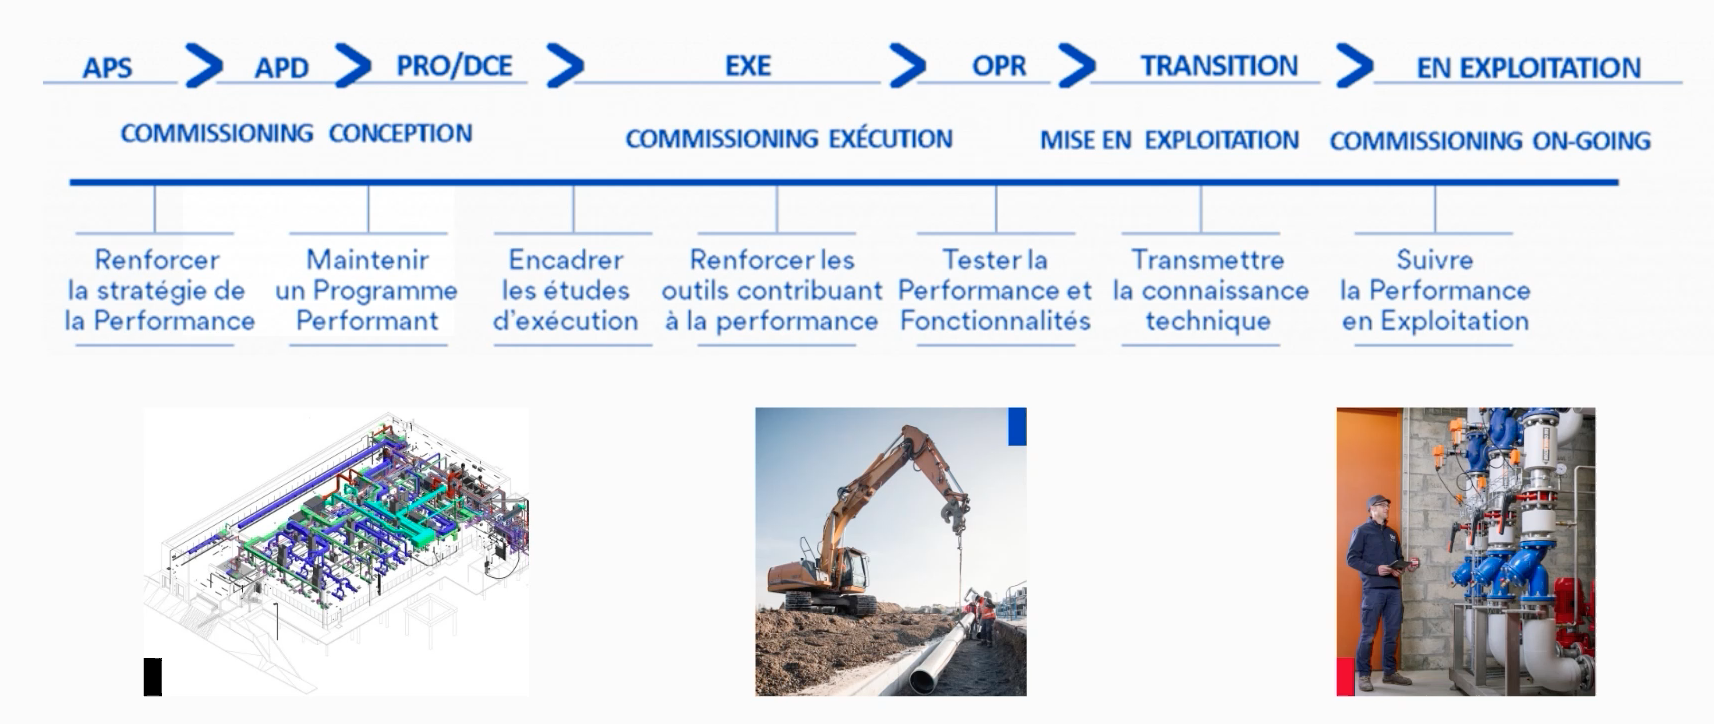 APS > APD > PRO/DCE > EXE > OPR > TRANSITION > EN EXPLOITATION
COMMISSIONING CONCEPTION
COMMISSIONING EXÉCUTION
MISE EN EXPLOITATION
COMMISSIONING ON-GOING
Renforcer
la stratégie de
la Performance
Maintenir
un Programme
Performant
Encadrer
les études
d'exécution
Renforcer les
outils contribuant
à la performance
Tester la
Performance et
Fonctionnalités
Transmettre
la connaissance
technique
Suivre
la Performance
en Exploitation